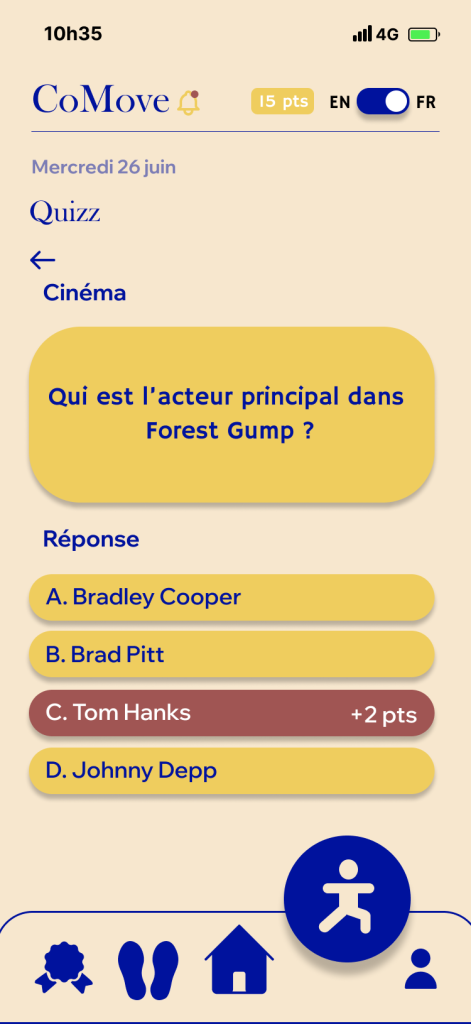 10h35
4G
CoMove
15 pts
EN
FR
Mercredi 26 juin
Quizz
Cinéma
Qui est l'acteur principal dans
Forest Gump ?
Réponse
A. Bradley Cooper
B. Brad Pitt
C. Tom Hanks +2 pts
D. Johnny Depp